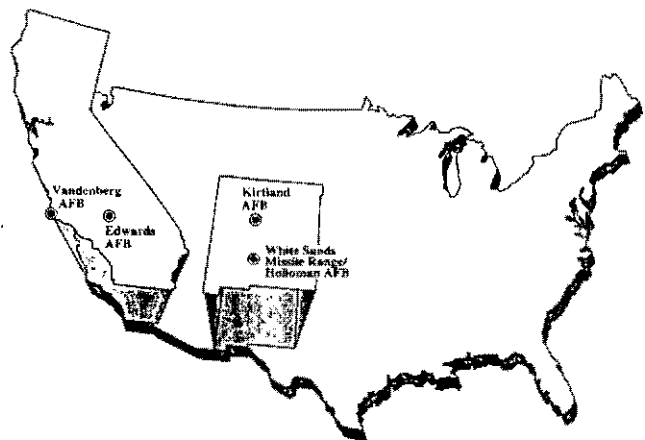 Vandenberg
AFB
Edwards
AFB
Kirtland
AFB
White Sands
Missile Range/
Holloman AFB